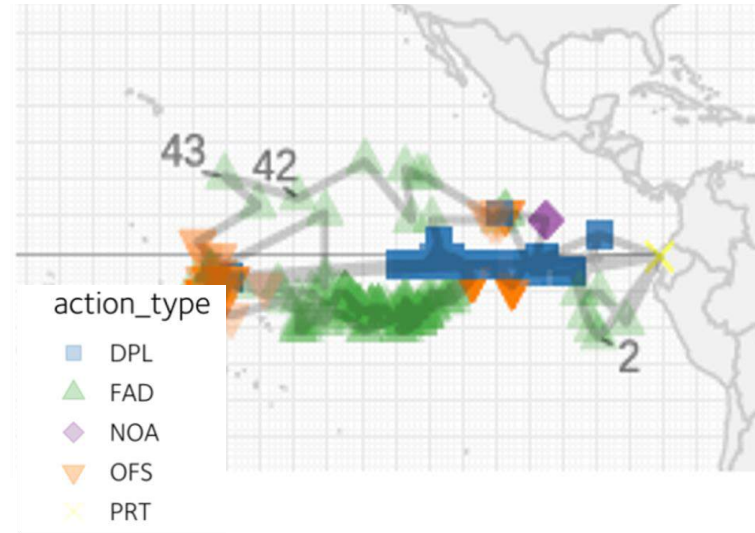 43
42
2
action_type
DPL
FAD
NOA
OFS
PRT